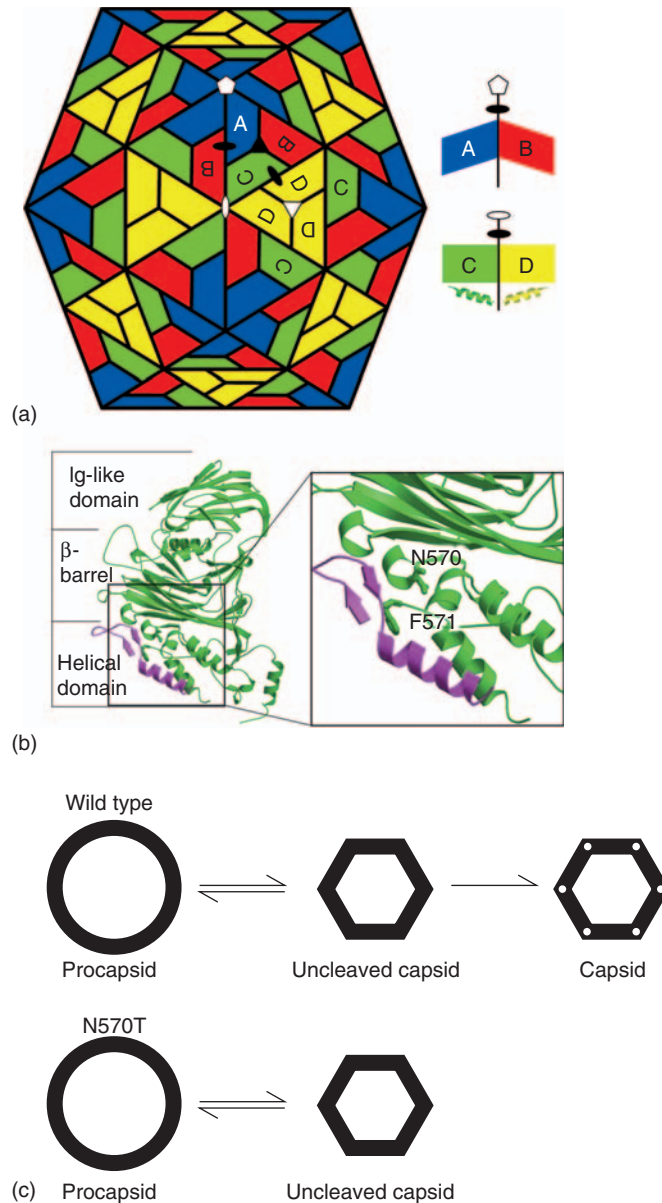 A
B
B
C
D
C
D
D
C
A
B
C
D
(a)
Ig-like
domain
β-
barrel
Helical
domain
N570
F571
(b)
Wild type
Procapsid
Uncleaved capsid
Capsid
N570T
Procapsid
Uncleaved capsid
(c)